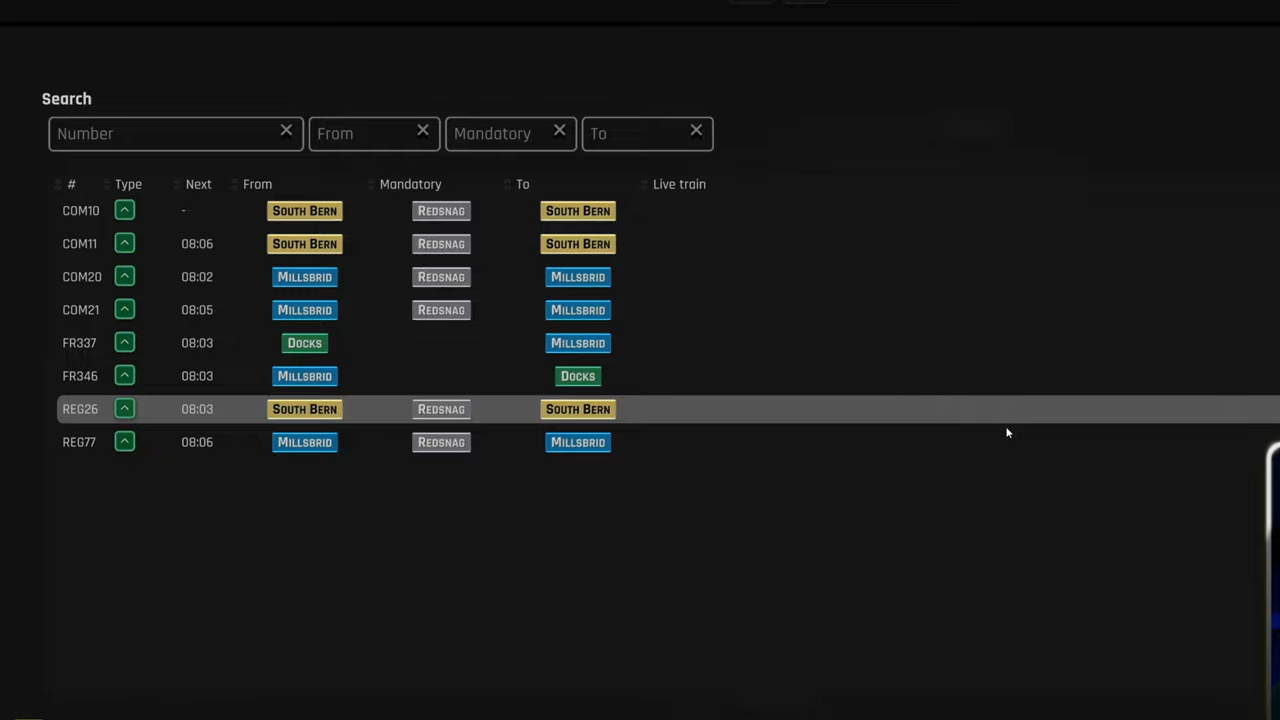 Search
Number From Mandatory To
# Type Next From Mandatory To Live train
COM10 - South Bern Redsnag South Bern
COM11 08:06 South Bern Redsnag South Bern
COM20 08:02 Millsbrid Redsnag Millsbrid
COM21 08:05 Millsbrid Redsnag Millsbrid
FR337 08:03 Docks Millsbrid
FR346 08:03 Millsbrid Docks
REG26 08:03 South Bern Redsnag South Bern
REG77 08:06 Millsbrid Redsnag Millsbrid